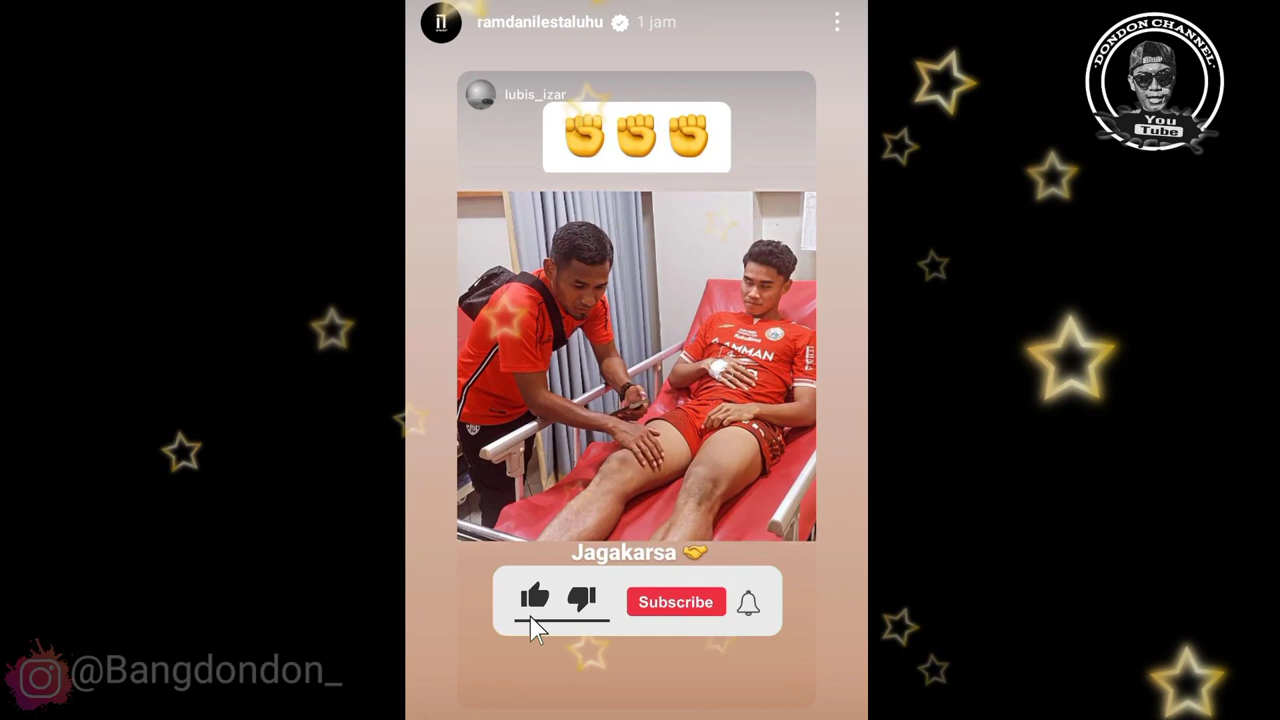 ramdanilestaluhu 1 jam
DONDON CHANNEL
You
Tube
lubis_izar
AMMAN
Jagakarsa
Subscribe
@Bangdondon_